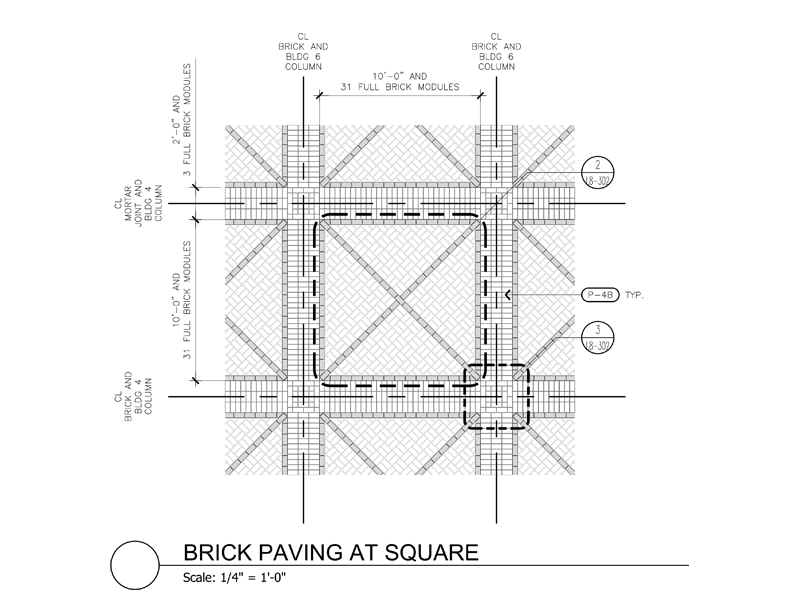 CL
BRICK AND
BLDG 6
COLUMN
CL
BRICK AND
BLDG 6
COLUMN
10'-0" AND
31 FULL BRICK MODULES
2'-0" AND
3 FULL BRICK MODULES
CL
MORTAR
JOINT AND
BLDG 4
COLUMN
10'-0" AND
31 FULL BRICK MODULES
CL
BRICK AND
BLDG 4
COLUMN
2
L8-302
P-4B TYP.
3
L8-302
BRICK PAVING AT SQUARE
Scale: 1/4" = 1'-0"